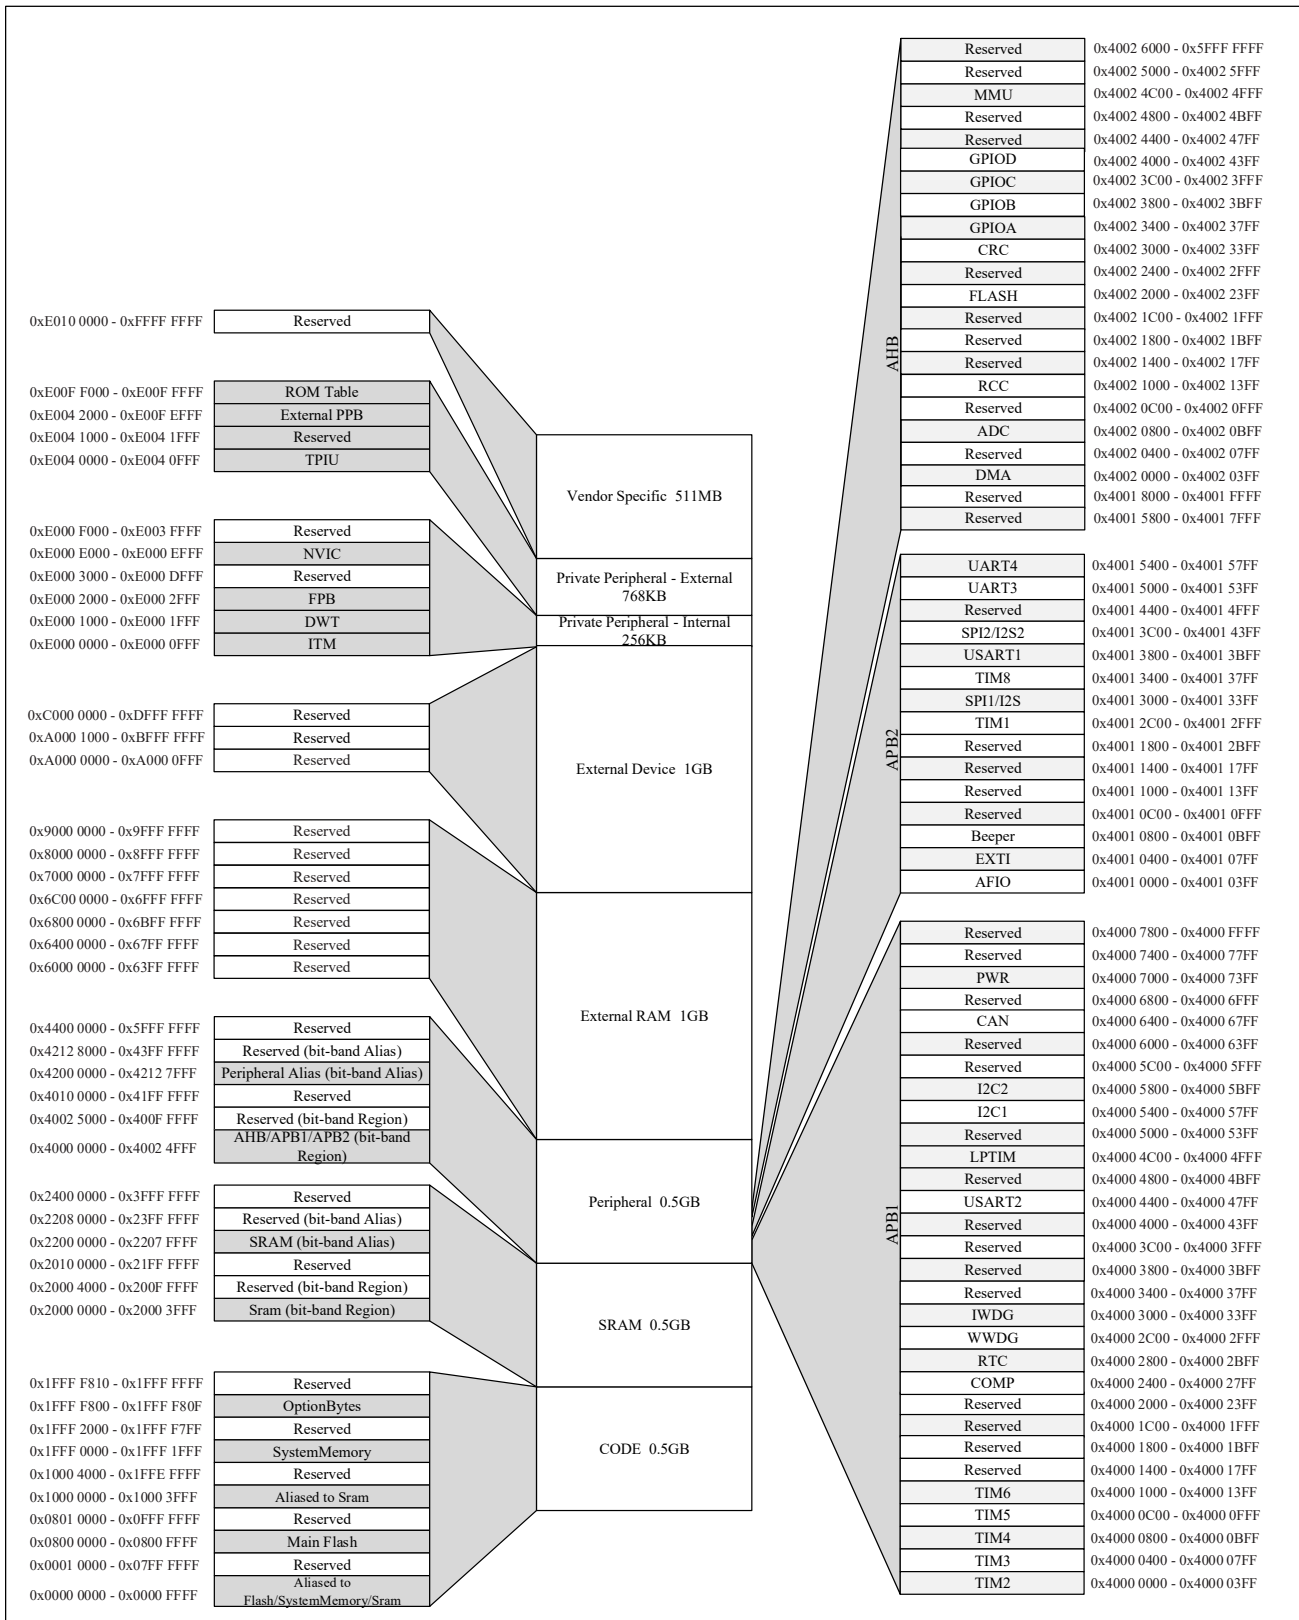 0xE010 0000 - 0xFFFF FFFF Reserved
0xE00F F000 - 0xE00F FFFF ROM Table
0xE004 2000 - 0xE00F EFFF External PPB
0xE004 1000 - 0xE004 1FFF Reserved
0xE004 0000 - 0xE004 0FFF TPIU
0xE000 F000 - 0xE003 FFFF Reserved
0xE000 E000 - 0xE000 EFFF NVIC
0xE000 3000 - 0xE000 DFFF Reserved
0xE000 2000 - 0xE000 2FFF FPB
0xE000 1000 - 0xE000 1FFF DWT
0xE000 0000 - 0xE000 0FFF ITM
0xC000 0000 - 0xDFFF FFFF Reserved
0xA000 1000 - 0xBFFF FFFF Reserved
0xA000 0000 - 0xA000 0FFF Reserved
0x9000 0000 - 0x9FFF FFFF Reserved
0x8000 0000 - 0x8FFF FFFF Reserved
0x7000 0000 - 0x7FFF FFFF Reserved
0x6C00 0000 - 0x6FFF FFFF Reserved
0x6800 0000 - 0x6BFF FFFF Reserved
0x6400 0000 - 0x67FF FFFF Reserved
0x6000 0000 - 0x63FF FFFF Reserved
0x4400 0000 - 0x5FFF FFFF Reserved
0x4212 8000 - 0x43FF FFFF Reserved (bit-band Alias)
0x4200 0000 - 0x4212 7FFF Peripheral Alias (bit-band Alias)
0x4010 0000 - 0x41FF FFFF Reserved
0x4002 5000 - 0x400F FFFF Reserved (bit-band Region)
0x4000 0000 - 0x4002 4FFF AHB/APB1/APB2 (bit-band
Region)
0x2400 0000 - 0x3FFF FFFF Reserved
0x2208 0000 - 0x23FF FFFF Reserved (bit-band Alias)
0x2200 0000 - 0x2207 FFFF SRAM (bit-band Alias)
0x2010 0000 - 0x21FF FFFF Reserved
0x2000 4000 - 0x200F FFFF Reserved (bit-band Region)
0x2000 0000 - 0x2000 3FFF Sram (bit-band Region)
0x1FFF F810 - 0x1FFF FFFF Reserved
0x1FFF F800 - 0x1FFF F80F OptionBytes
0x1FFF 2000 - 0x1FFF F7FF Reserved
0x1FFF 0000 - 0x1FFF 1FFF SystemMemory
0x1000 4000 - 0x1FFE FFFF Reserved
0x1000 0000 - 0x1000 3FFF Aliased to Sram
0x0801 0000 - 0x0FFF FFFF Reserved
0x0800 0000 - 0x0800 FFFF Main Flash
0x0001 0000 - 0x07FF FFFF Reserved
0x0000 0000 - 0x0000 FFFF Aliased to
Flash/SystemMemory/Sram
Vendor Specific 511MB
Private Peripheral - External
768KB
Private Peripheral - Internal
256KB
External Device 1GB
External RAM 1GB
Peripheral 0.5GB
SRAM 0.5GB
CODE 0.5GB
AHB
Reserved 0x4002 6000 - 0x5FFF FFFF
Reserved 0x4002 5000 - 0x4002 5FFF
MMU 0x4002 4C00 - 0x4002 4FFF
Reserved 0x4002 4800 - 0x4002 4BFF
Reserved 0x4002 4400 - 0x4002 47FF
GPIOD 0x4002 4000 - 0x4002 43FF
GPIOC 0x4002 3C00 - 0x4002 3FFF
GPIOB 0x4002 3800 - 0x4002 3BFF
GPIOA 0x4002 3400 - 0x4002 37FF
CRC 0x4002 3000 - 0x4002 33FF
Reserved 0x4002 2400 - 0x4002 2FFF
FLASH 0x4002 2000 - 0x4002 23FF
Reserved 0x4002 1C00 - 0x4002 1FFF
Reserved 0x4002 1800 - 0x4002 1BFF
Reserved 0x4002 1400 - 0x4002 17FF
RCC 0x4002 1000 - 0x4002 13FF
Reserved 0x4002 0C00 - 0x4002 0FFF
ADC 0x4002 0800 - 0x4002 0BFF
Reserved 0x4002 0400 - 0x4002 07FF
DMA 0x4002 0000 - 0x4002 03FF
Reserved 0x4001 8000 - 0x4001 FFFF
Reserved 0x4001 5800 - 0x4001 7FFF
APB2
UART4 0x4001 5400 - 0x4001 57FF
UART3 0x4001 5000 - 0x4001 53FF
Reserved 0x4001 4400 - 0x4001 4FFF
SPI2/I2S2 0x4001 3C00 - 0x4001 43FF
USART1 0x4001 3800 - 0x4001 3BFF
TIM8 0x4001 3400 - 0x4001 37FF
SPI1/I2S 0x4001 3000 - 0x4001 33FF
TIM1 0x4001 2C00 - 0x4001 2FFF
Reserved 0x4001 1800 - 0x4001 2BFF
Reserved 0x4001 1400 - 0x4001 17FF
Reserved 0x4001 1000 - 0x4001 13FF
Reserved 0x4001 0C00 - 0x4001 0FFF
Beeper 0x4001 0800 - 0x4001 0BFF
EXTI 0x4001 0400 - 0x4001 07FF
AFIO 0x4001 0000 - 0x4001 03FF
APB1
Reserved 0x4000 7800 - 0x4000 FFFF
Reserved 0x4000 7400 - 0x4000 77FF
PWR 0x4000 7000 - 0x4000 73FF
Reserved 0x4000 6800 - 0x4000 6FFF
CAN 0x4000 6400 - 0x4000 67FF
Reserved 0x4000 6000 - 0x4000 63FF
Reserved 0x4000 5C00 - 0x4000 5FFF
I2C2 0x4000 5800 - 0x4000 5BFF
I2C1 0x4000 5400 - 0x4000 57FF
Reserved 0x4000 5000 - 0x4000 53FF
LPTIM 0x4000 4C00 - 0x4000 4FFF
Reserved 0x4000 4800 - 0x4000 4BFF
USART2 0x4000 4400 - 0x4000 47FF
Reserved 0x4000 4000 - 0x4000 43FF
Reserved 0x4000 3C00 - 0x4000 3FFF
Reserved 0x4000 3800 - 0x4000 3BFF
Reserved 0x4000 3400 - 0x4000 37FF
IWDG 0x4000 3000 - 0x4000 33FF
WWDG 0x4000 2C00 - 0x4000 2FFF
RTC 0x4000 2800 - 0x4000 2BFF
COMP 0x4000 2400 - 0x4000 27FF
Reserved 0x4000 2000 - 0x4000 23FF
Reserved 0x4000 1C00 - 0x4000 1FFF
Reserved 0x4000 1800 - 0x4000 1BFF
Reserved 0x4000 1400 - 0x4000 17FF
TIM6 0x4000 1000 - 0x4000 13FF
TIM5 0x4000 0C00 - 0x4000 0FFF
TIM4 0x4000 0800 - 0x4000 0BFF
TIM3 0x4000 0400 - 0x4000 07FF
TIM2 0x4000 0000 - 0x4000 03FF